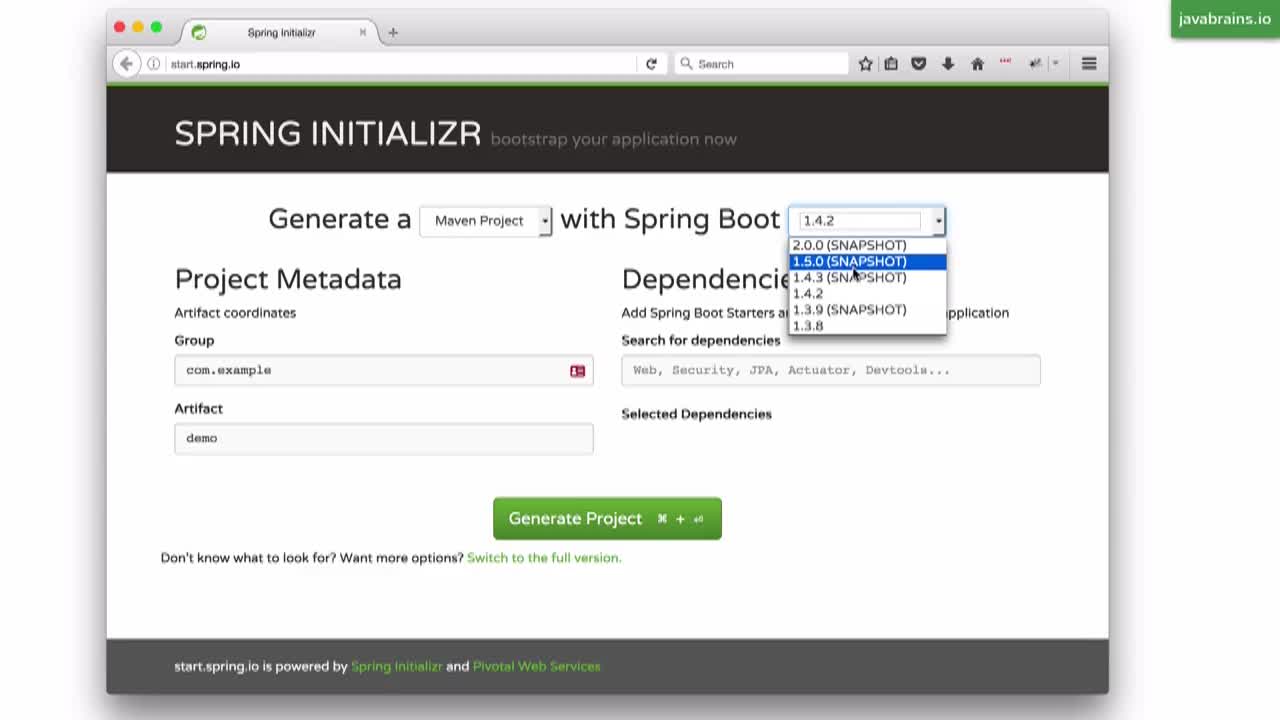 javabrains.io
Spring Initializr
start.spring.io
Search
SPRING INITIALIZR bootstrap your application now
Generate a Maven Project with Spring Boot 1.4.2
2.0.0 (SNAPSHOT)
1.5.0 (SNAPSHOT)
1.4.3 (SNAPSHOT)
1.4.2
1.3.9 (SNAPSHOT)
1.3.8
Project Metadata
Artifact coordinates
Group
com.example
Artifact
demo
Dependencie
Add Spring Boot Starters a pplication
Search for dependencies
Web, Security, JPA, Actuator, Devtools...
Selected Dependencies
Generate Project ⌘ + ⏎
Don't know what to look for? Want more options? Switch to the full version.
start.spring.io is powered by Spring Initializr and Pivotal Web Services